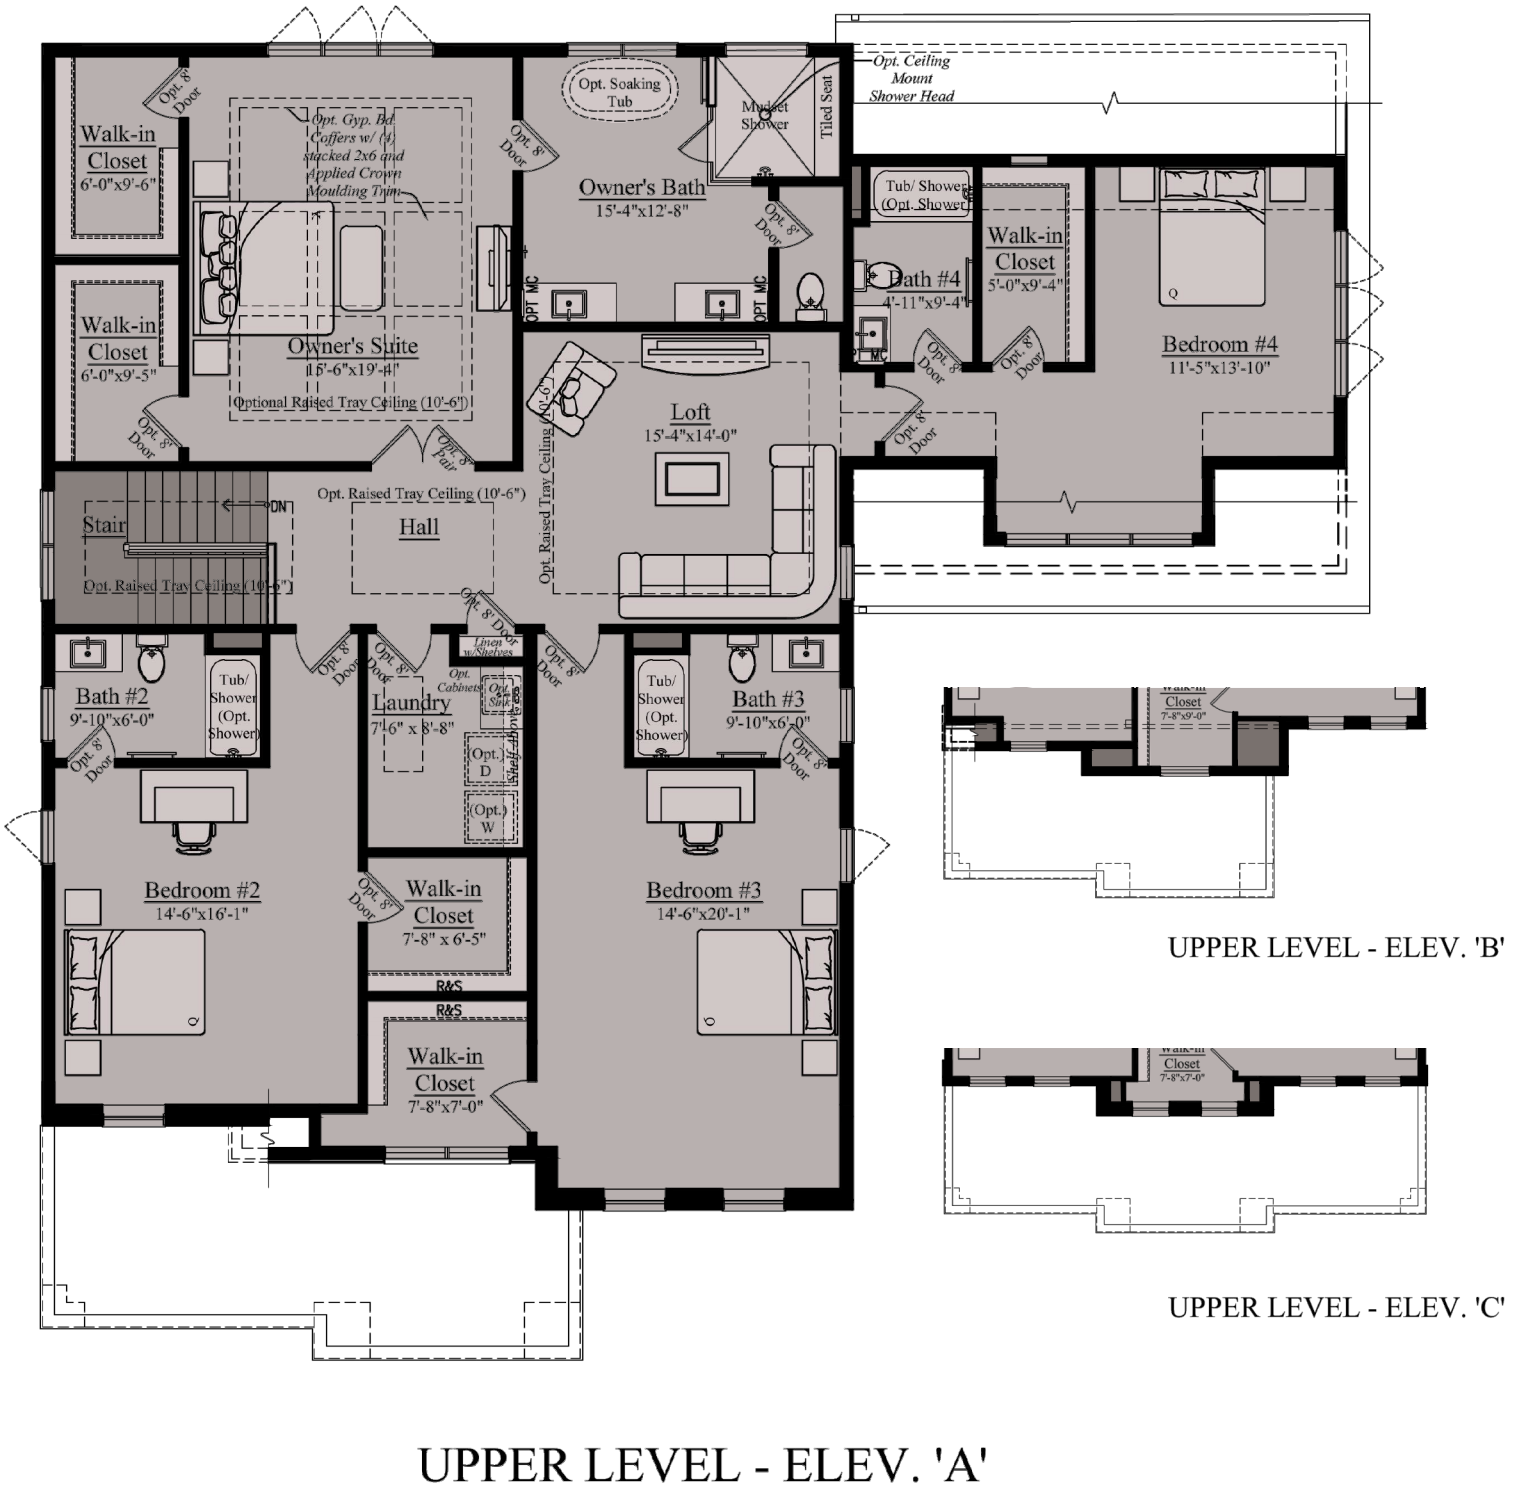 Opt. 8'
Door
Walk-in
Closet
6'-0"x9'-6"
Opt. Gyp. Bd.
Coffers w/ (4)
stacked 2x6 and
Applied Crown
Moulding Trim
Opt. 8'
Door
Opt. Soaking
Tub
Mudset
Shower
Tiled Seat
Opt. Ceiling
Mount
Shower Head
Owner's Bath
15'-4"x12'-8"
Opt. 8'
Door
OPT MC
OPT MC
Tub/ Shower
(Opt. Shower)
Bath #4
4'-11"x9'-4"
MC
Opt. 8'
Door
Walk-in
Closet
5'-0"x9'-4"
Opt. 8'
Door
Q
Bedroom #4
11'-5"x13'-10"
Opt. 8'
Door
Walk-in
Closet
6'-0"x9'-5"
Opt. 8'
Door
Owner's Suite
15'-6"x19'-4"
Optional Raised Tray Ceiling (10'-6")
Opt. 8'
Pair
Loft
15'-4"x14'-0"
Opt. Raised Tray Ceiling (10'-6")
Opt. Raised Tray Ceiling (10'-6")
Hall
DN
Stair
Opt. Raised Tray Ceiling (10'-6")
Opt. 8'
Door
Linen
w/Shelves
Opt. 8'
Door
Opt. 8'
Door
Opt. 8'
Door
Bath #2
9'-10"x6'-0"
Tub/
Shower
(Opt.
Shower)
Opt. 8'
Door
Laundry
7'-6" x 8'-8"
Opt.
Cabinets
Opt.
Sink
Shelf Above
(Opt.)
D
(Opt.)
W
Tub/
Shower
(Opt.
Shower)
Bath #3
9'-10"x6'-0"
Opt. 8'
Door
Bedroom #2
14'-6"x16'-1"
Q
Opt. 8'
Door
Walk-in
Closet
7'-8" x 6'-5"
R&S
R&S
Walk-in
Closet
7'-8"x7'-0"
Bedroom #3
14'-6"x20'-1"
Q
Walk-in
Closet
7'-8"x9'-0"
UPPER LEVEL - ELEV. 'B'
Walk-in
Closet
7'-8"x7'-0"
UPPER LEVEL - ELEV. 'C'
UPPER LEVEL - ELEV. 'A'